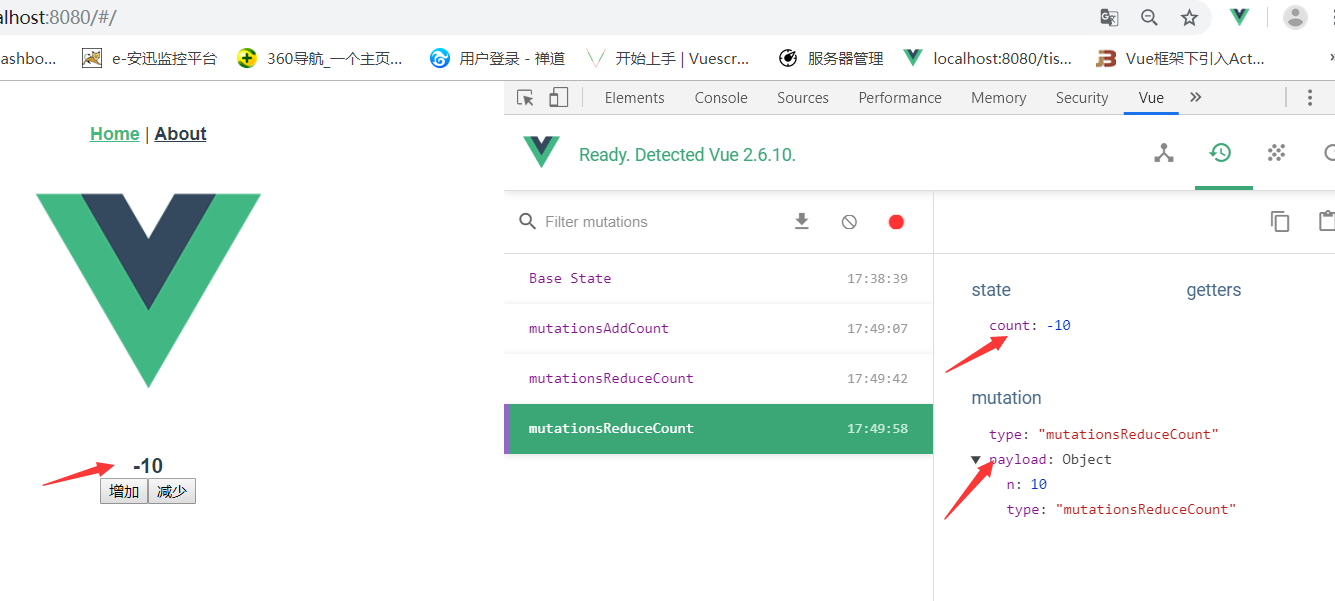 alhost:8080/#/
ashbo... e-安迅监控平台 360导航_一个主页... 用户登录 - 禅道 开始上手 | Vuescr... 服务器管理 localhost:8080/tis... Vue框架下引入Act...
Elements Console Sources Performance Memory Security Vue »
Home | About
Ready. Detected Vue 2.6.10.
Filter mutations
Base State 17:38:39
mutationsAddCount 17:49:07
mutationsReduceCount 17:49:42
mutationsReduceCount 17:49:58
state getters
count: -10
mutation
type: "mutationsReduceCount"
payload: Object
n: 10
type: "mutationsReduceCount"
-10
增加 减少